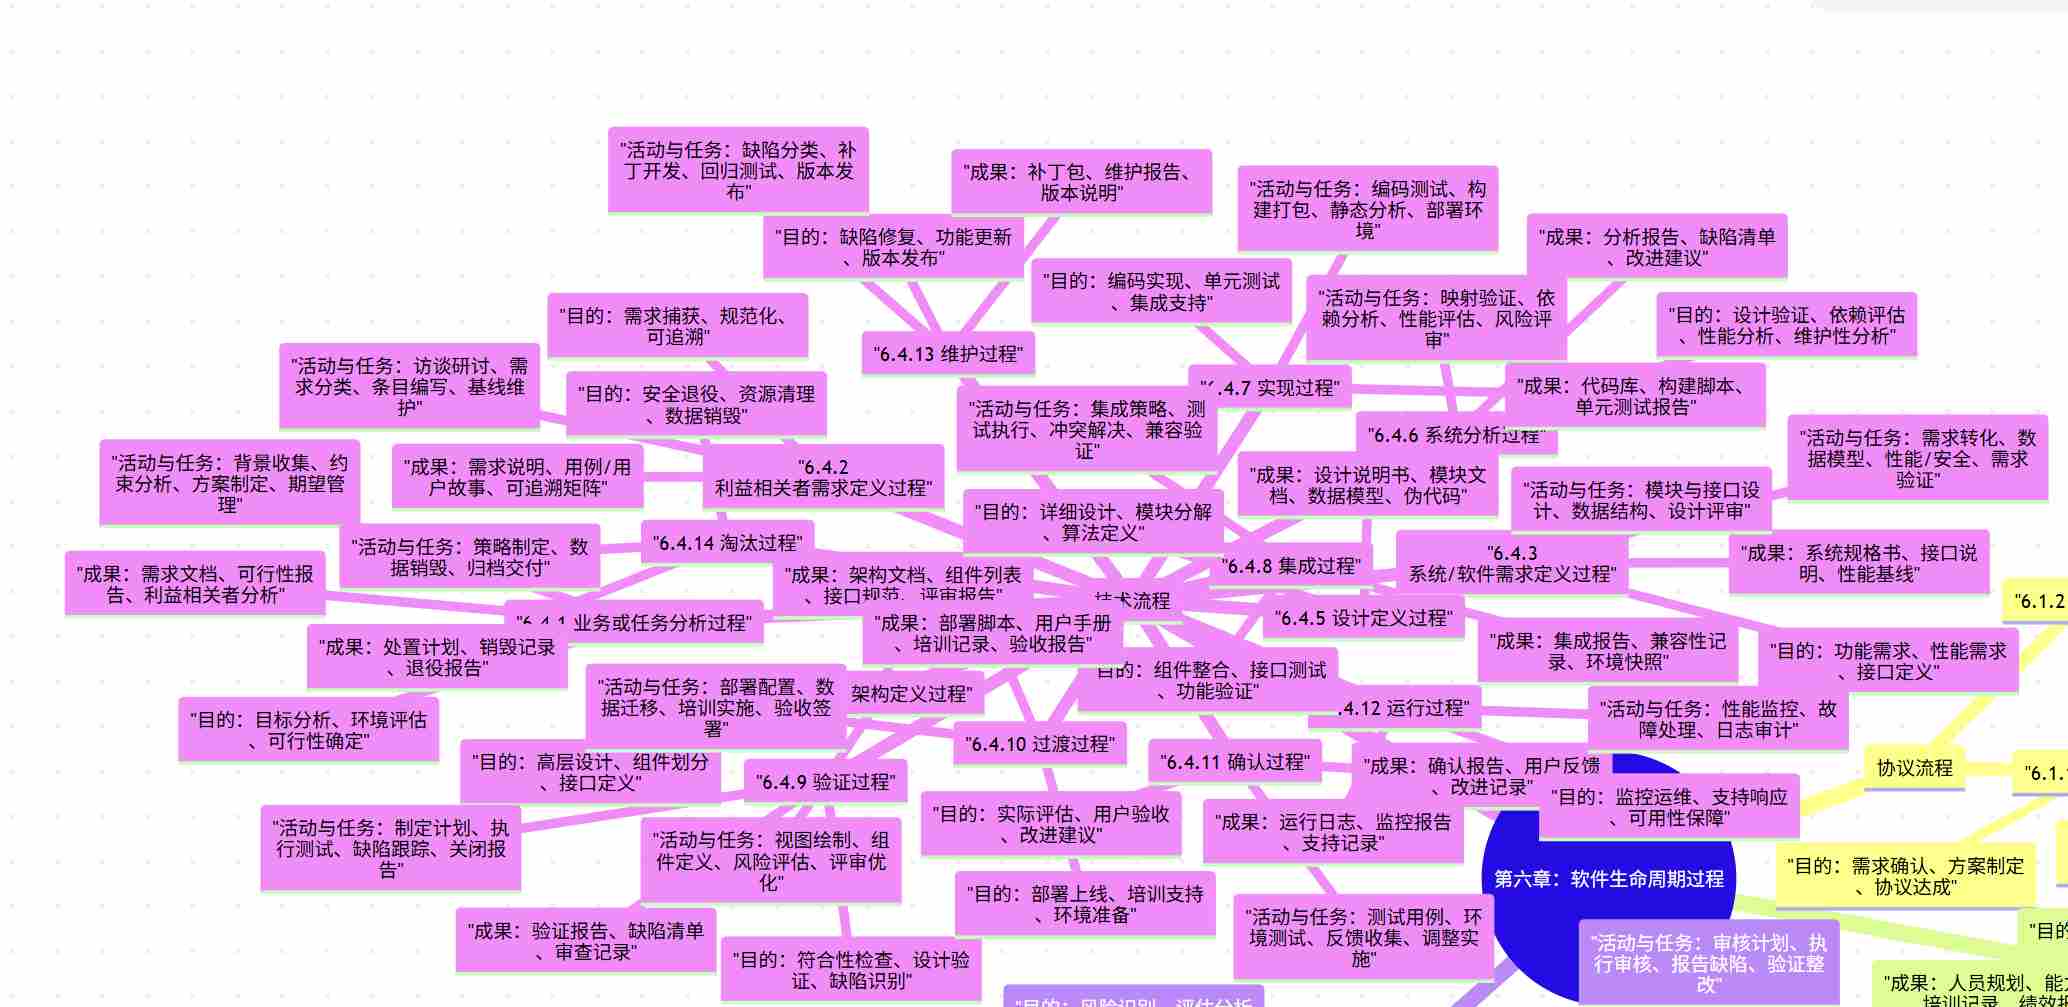 "活动与任务：缺陷分类、补
丁开发、回归测试、版本发
布"
"成果：补丁包、维护报告、
版本说明"
"活动与任务：编码测试、构
建打包、静态分析、部署环
境"
"目的：缺陷修复、功能更新
、版本发布"
"成果：分析报告、缺陷清单
、改进建议"
"目的：编码实现、单元测试
、集成支持"
"活动与任务：映射验证、依
赖分析、性能评估、风险评
审"
"目的：设计验证、依赖评估
性能分析、维护性分析"
"目的：需求捕获、规范化、
可追溯"
"6.4.13 维护过程"
"活动与任务：访谈研讨、需
求分类、条目编写、基线维
护"
"目的：安全退役、资源清理
、数据销毁"
.4.7 实现过程"
"成果：代码库、构建脚本、
单元测试报告"
"活动与任务：集成策略、测
试执行、冲突解决、兼容验
证"
"6.4.6 系统分析过程"
"活动与任务：需求转化、数
据模型、性能/安全、需求
验证"
"活动与任务：背景收集、约
束分析、方案制定、期望管
理"
"成果：需求说明、用例/用
户故事、可追溯矩阵"
"6.4.2
利益相关者需求定义过程"
"成果：设计说明书、模块文
档、数据模型、伪代码"
"活动与任务：模块与接口设
计、数据结构、设计评审"
"目的：详细设计、模块分解
算法定义"
"6.4.14 淘汰过程"
"活动与任务：策略制定、数
据销毁、归档交付"
"6.4.8 集成过程"
"6.4.3
系统/软件需求定义过程"
"成果：系统规格书、接口说
明、性能基线"
"成果：需求文档、可行性报
告、利益相关者分析"
"成果：架构文档、组件列表
、接口规范、评审报告"
技术流程
"6.1.2
"6.4.1 业务或任务分析过程"
"成果：部署脚本、用户手册
培训记录、验收报告"
"6.4.5 设计定义过程"
"成果：处置计划、销毁记录
、退役报告"
"成果：集成报告、兼容性记
录、环境快照"
"目的：功能需求、性能需求
、接口定义"
目的：组件整合、接口测试
、功能验证"
"活动与任务：部署配置、数
据迁移、培训实施、验收签
署"
架构定义过程"
.4.12 运行过程"
"活动与任务：性能监控、故
障处理、日志审计"
"目的：目标分析、环境评估
、可行性确定"
"6.4.10 过渡过程"
"6.4.11 确认过程"
"目的：高层设计、组件划分
、接口定义"
"6.4.9 验证过程"
"成果：确认报告、用户反馈
、改进记录"
协议流程
"6.1.
"目的：监控运维、支持响应
、可用性保障"
"目的：实际评估、用户验收
、改进建议"
"成果：运行日志、监控报告
、支持记录"
"活动与任务：制定计划、执
行测试、缺陷跟踪、关闭报
告"
"活动与任务：视图绘制、组
件定义、风险评估、评审优
化"
"目的：需求确认、方案制定
、协议达成"
第六章：软件生命周期过程
"目的：部署上线、培训支持
、环境准备"
"活动与任务：测试用例、环
境测试、反馈收集、调整实
施"
"成果：验证报告、缺陷清单
、审查记录"
"目的：符合性检查、设计验
证、缺陷识别"
"活动与任务：审核计划、执
行审核、报告缺陷、验证整
改"
"目的
"成果：人员规划、能
培训记录、绩效
"目的：风险识别、评估分析